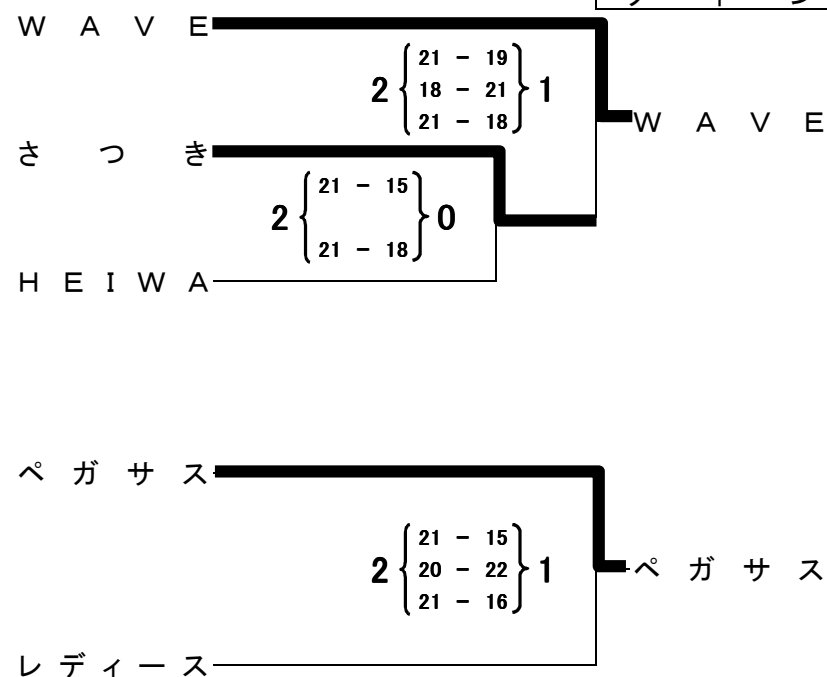 ＷＡＶＥ
21 － 19
2 18 － 21 1
21 － 18
ＷＡＶＥ
さつき
21 － 15
2 0
21 － 18
ＨＥＩＷＡ
ペガサス
21 － 15
2 20 － 22 1
21 － 16
ペガサス
レディース